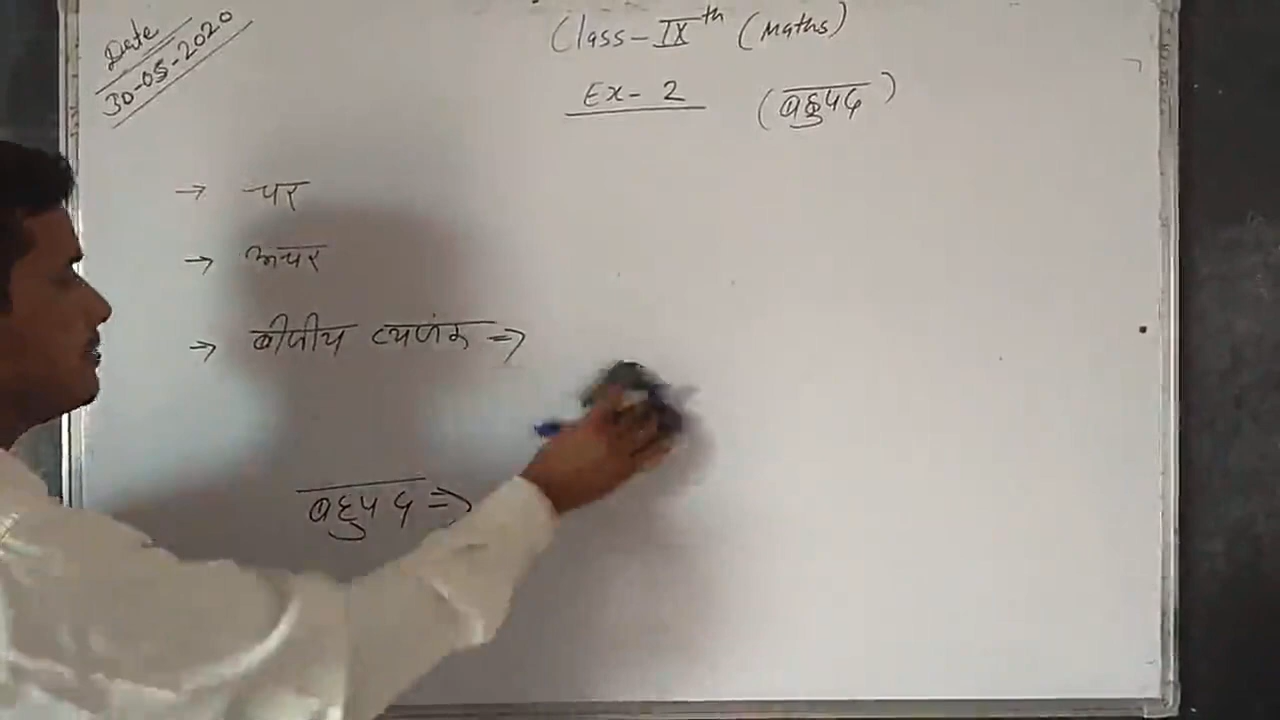 Date
30-05-2020
Class-IXth (Maths)
Ex-2 (बहुपद)
→ चर
→ अचर
→ बीजीय व्यंजक ⇒
बहुपद ⇒